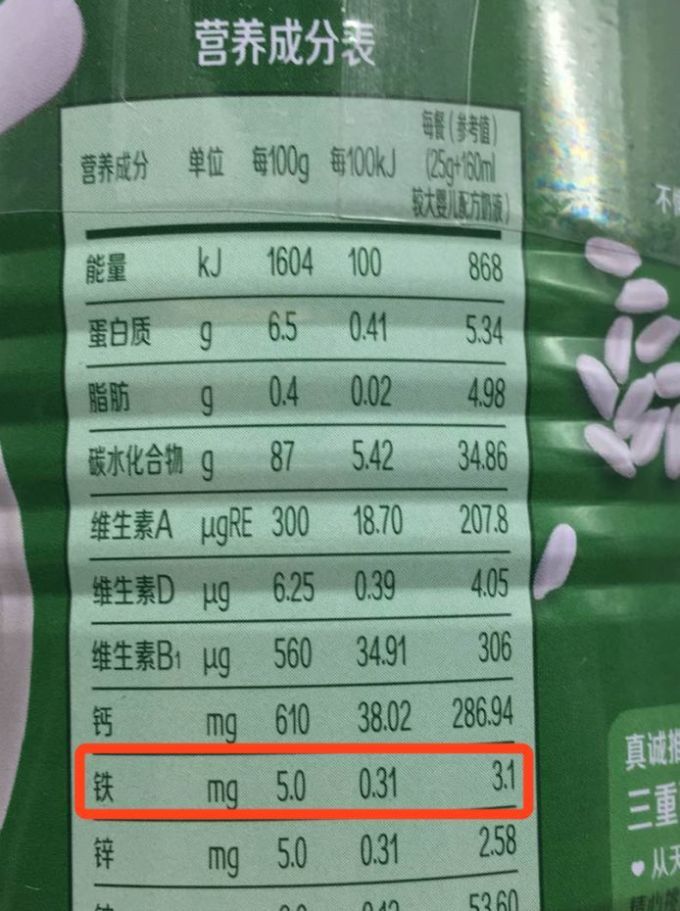 营养成分表
营养成分 单位 每100g 每100kJ 每餐(参考值)
(25g+160ml
较大婴儿配方奶液)
能量 kJ 1604 100 868
蛋白质 g 6.5 0.41 5.34
脂肪 g 0.4 0.02 4.98
碳水化合物 g 87 5.42 34.86
维生素A μgRE 300 18.70 207.8
维生素D μg 6.25 0.39 4.05
维生素B1 μg 560 34.91 306
钙 mg 610 38.02 286.94
铁 mg 5.0 0.31 3.1
锌 mg 5.0 0.31 2.58
53.60
真诚推
三重
从天